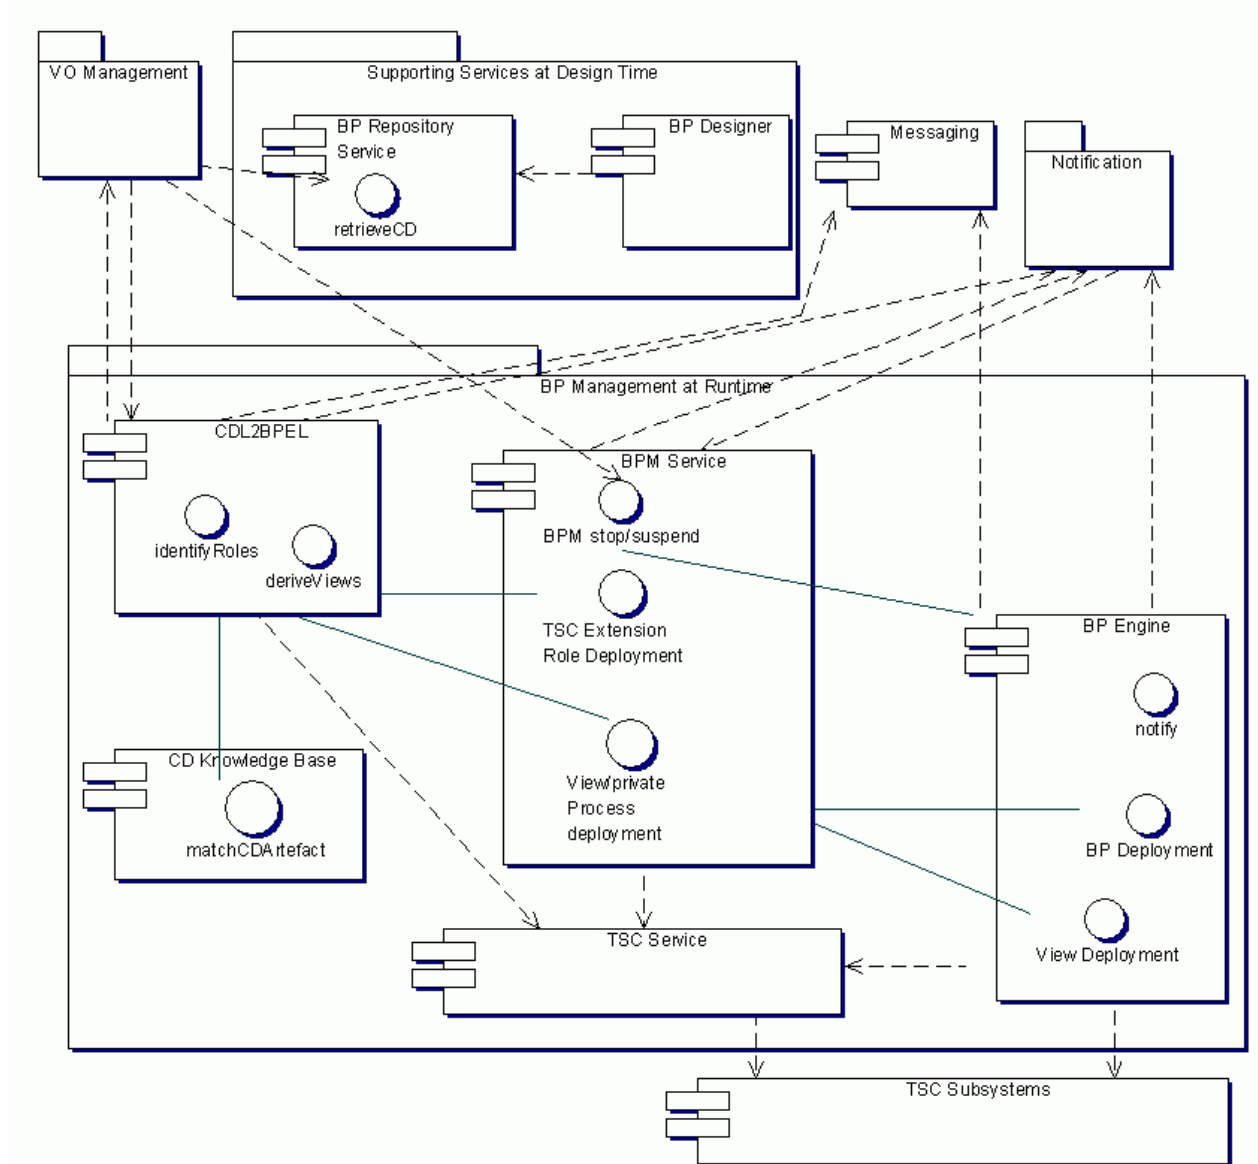 VO Management
Supporting Services at Design Time
BP Repository
Service
retrieveCD
BP Designer
Messaging
Notification
BP Management at Runtime
CDL2BPEL
identifyRoles
deriveViews
BPM Service
BPM stop/suspend
TSC Extension
Role Deployment
View/private
Process
deployment
BP Engine
notify
BP Deployment
View Deployment
CD Knowledge Base
matchCDArtefact
TSC Service
TSC Subsystems